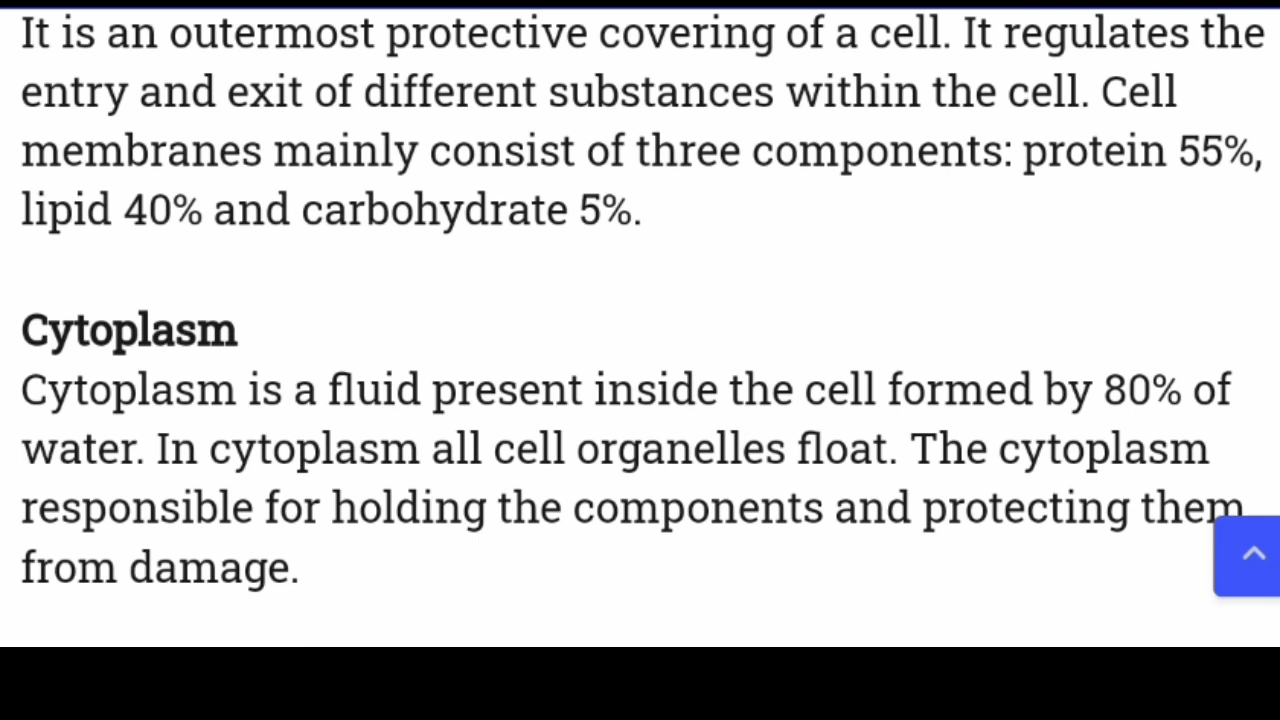 It is an outermost protective covering of a cell. It regulates the
entry and exit of different substances within the cell. Cell
membranes mainly consist of three components: protein 55%,
lipid 40% and carbohydrate 5%.
Cytoplasm
Cytoplasm is a fluid present inside the cell formed by 80% of
water. In cytoplasm all cell organelles float. The cytoplasm
responsible for holding the components and protecting them
from damage.